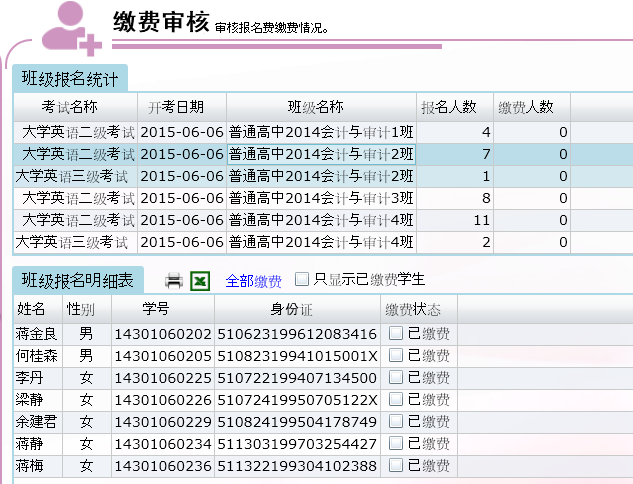 缴费审核 审核报名费缴费情况。
班级报名统计
考试名称 开考日期 班级名称 报名人数 缴费人数
大学英语二级考试 2015-06-06 普通高中2014会计与审计1班 4 0
大学英语二级考试 2015-06-06 普通高中2014会计与审计2班 7 0
大学英语三级考试 2015-06-06 普通高中2014会计与审计2班 1 0
大学英语二级考试 2015-06-06 普通高中2014会计与审计3班 8 0
大学英语二级考试 2015-06-06 普通高中2014会计与审计4班 11 0
大学英语三级考试 2015-06-06 普通高中2014会计与审计4班 2 0
班级报名明细表 全部缴费 只显示已缴费学生
姓名 性别 学号 身份证 缴费状态
蒋金良 男 14301060202 510623199612083416 已缴费
何桂森 男 14301060205 51082319941015001X 已缴费
李丹 女 14301060225 510722199407134500 已缴费
梁静 女 14301060226 51072419950705122X 已缴费
余建君 女 14301060229 510824199504178749 已缴费
蒋静 女 14301060234 511303199703254427 已缴费
蒋梅 女 14301060236 511322199304102388 已缴费